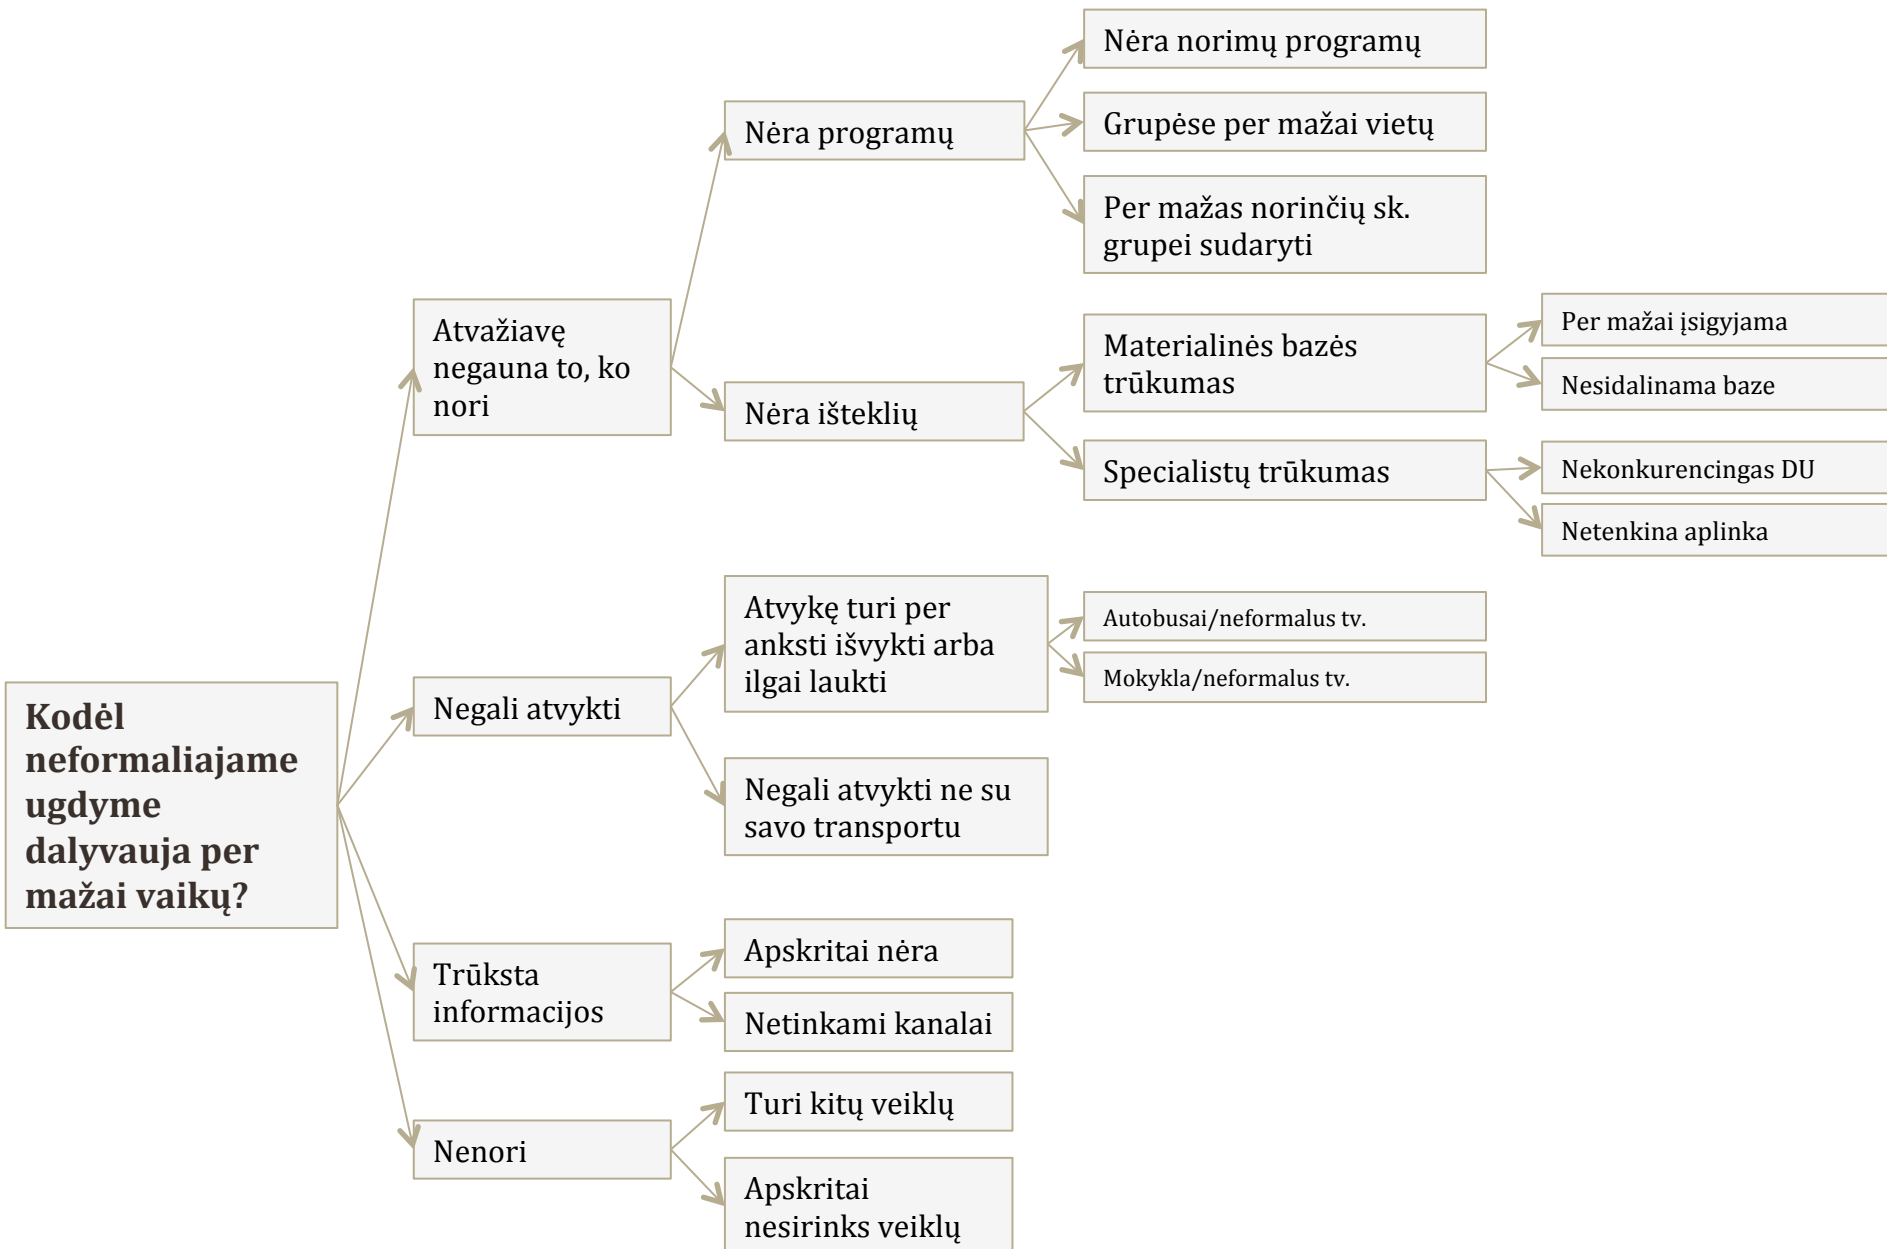 Kodėl
neformaliajame
ugdyme
dalyvauja per
mažai vaikų?
Atvažiavę
negauna to, ko
nori
Nėra programų
Nėra norimų programų
Grupėse per mažai vietų
Per mažas norinčių sk.
grupei sudaryti
Nėra išteklių
Materialinės bazės
trūkumas
Per mažai įsigyjama
Nesidalinama baze
Specialistų trūkumas
Nekonkurencingas DU
Netenkina aplinka
Negali atvykti
Atvykę turi per
anksti išvykti arba
ilgai laukti
Autobusai/neformalus tv.
Mokykla/neformalus tv.
Negali atvykti ne su
savo transportu
Trūksta
informacijos
Apskritai nėra
Netinkami kanalai
Nenori
Turi kitų veiklų
Apskritai
nesirinks veiklų